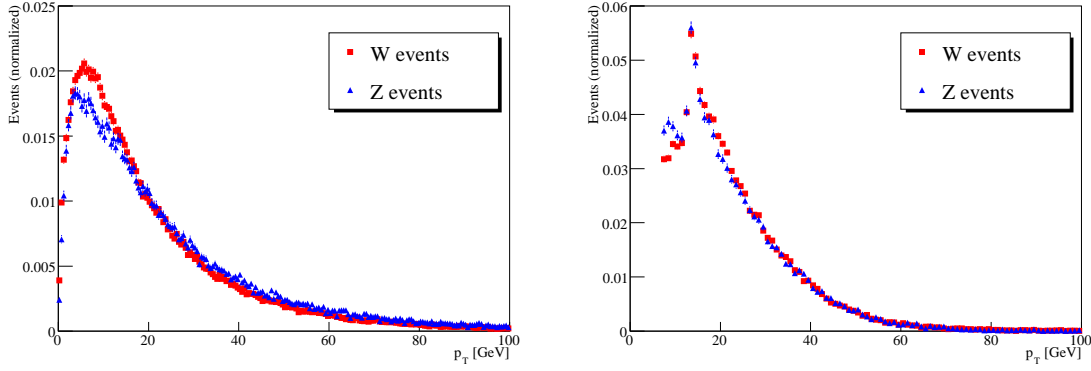 Events (normalized)
0.025
0.02
0.015
0.01
0.005
0
W events
Z events
0 20 40 60 80 100
p_T [GeV]
Events (normalized)
0.06
0.05
0.04
0.03
0.02
0.01
0
W events
Z events
0 20 40 60 80 100
p_T [GeV]